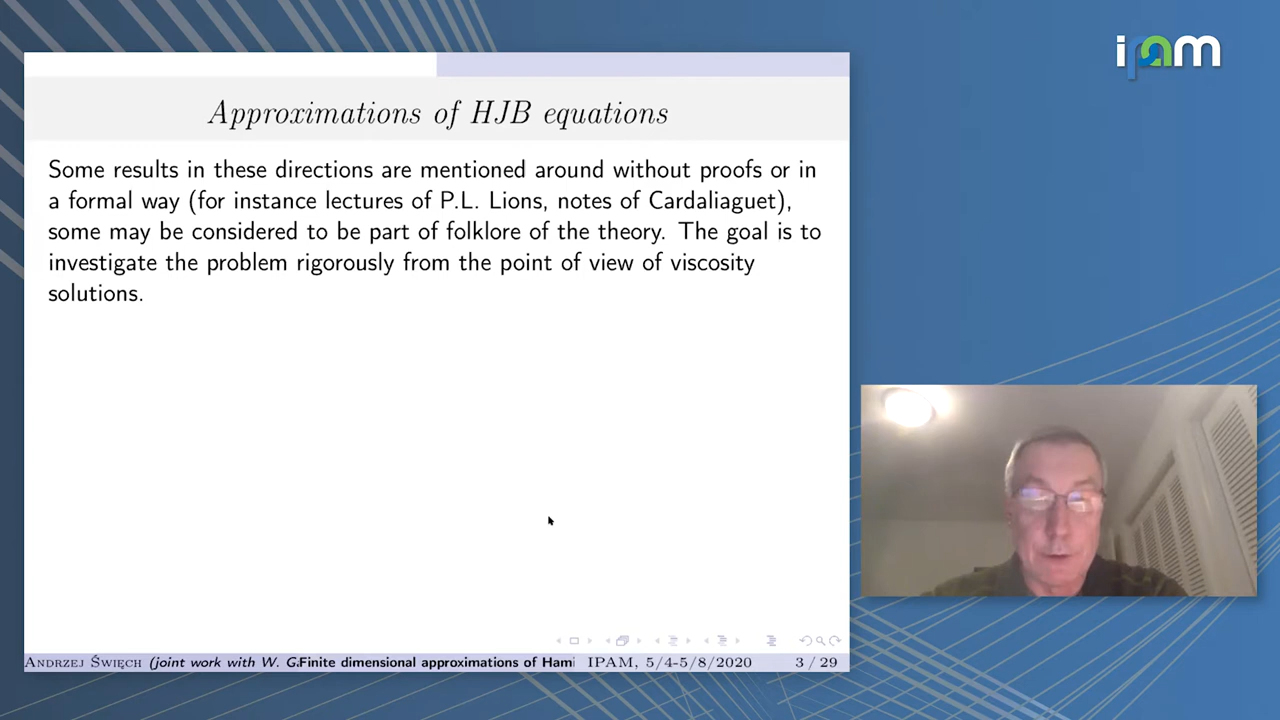 ipam
Approximations of HJB equations
Some results in these directions are mentioned around without proofs or in
a formal way (for instance lectures of P.L. Lions, notes of Cardaliaguet),
some may be considered to be part of folklore of the theory. The goal is to
investigate the problem rigorously from the point of view of viscosity
solutions.
Andrzej Święch (joint work with W. G.Finite dimensional approximations of Hami IPAM, 5/4-5/8/2020 3 / 29